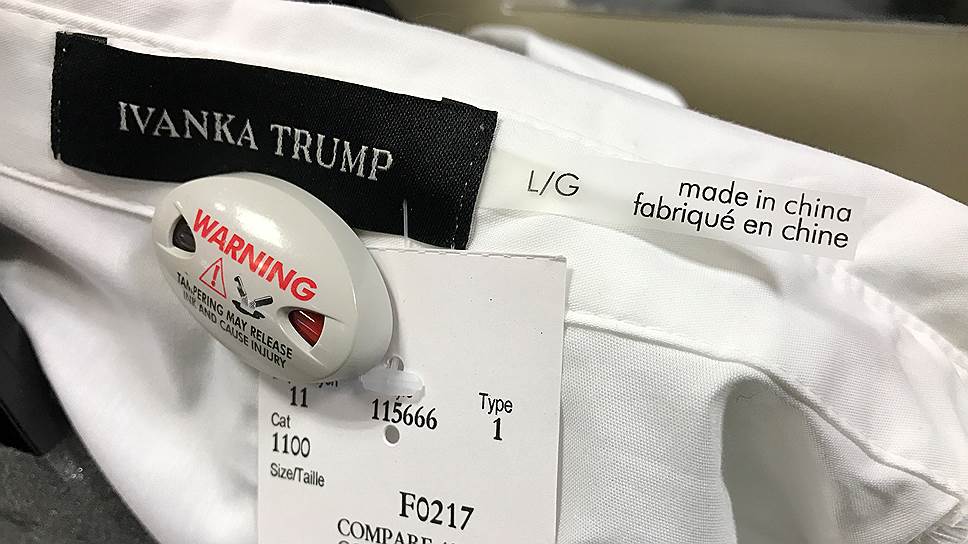 IVANKA TRUMP
L/G
made in china
fabriqué en chine
WARNING
TAMPERING MAY RELEASE
INK AND CAUSE INJURY
11
115666
Type
1
Cat
1100
Size/Taille
F0217
COMPARE